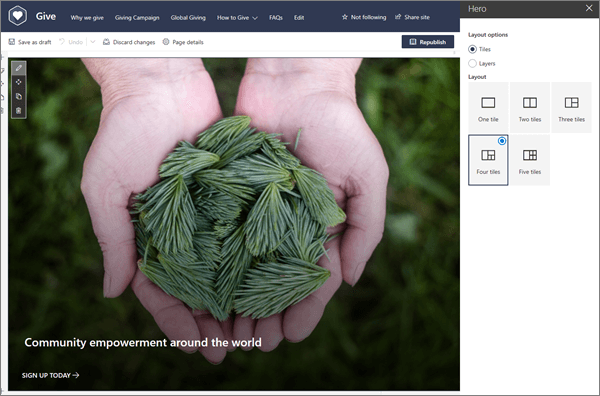 Give
Why we give
Giving Campaign
Global Giving
How to Give
FAQs
Edit
Not following
Share site
Save as draft
Undo
Discard changes
Page details
Republish
Community empowerment around the world
SIGN UP TODAY
Hero
Layout options
Tiles
Layers
Layout
One tile
Two tiles
Three tiles
Four tiles
Five tiles